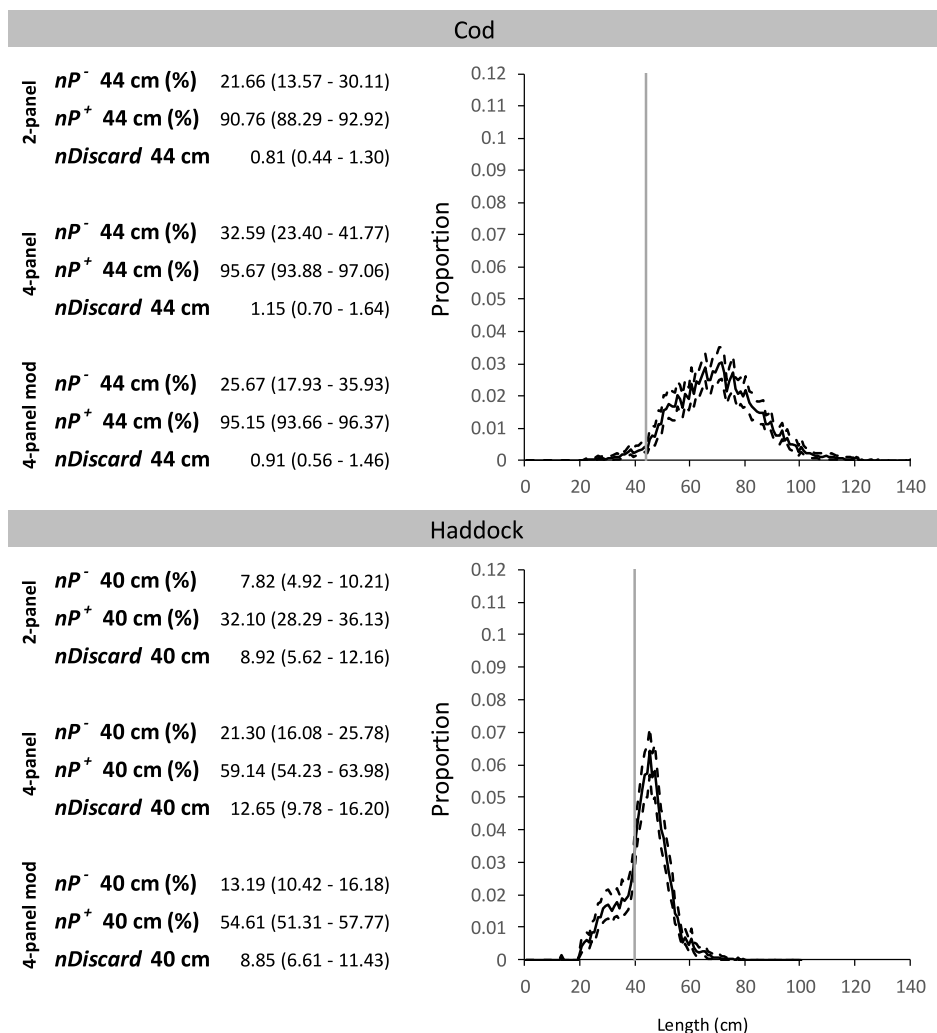 Cod
2-panel
nP⁻ 44 cm (%) 21.66 (13.57 - 30.11)
nP⁺ 44 cm (%) 90.76 (88.29 - 92.92)
nDiscard 44 cm 0.81 (0.44 - 1.30)
4-panel
nP⁻ 44 cm (%) 32.59 (23.40 - 41.77)
nP⁺ 44 cm (%) 95.67 (93.88 - 97.06)
nDiscard 44 cm 1.15 (0.70 - 1.64)
4-panel mod
nP⁻ 44 cm (%) 25.67 (17.93 - 35.93)
nP⁺ 44 cm (%) 95.15 (93.66 - 96.37)
nDiscard 44 cm 0.91 (0.56 - 1.46)
Proportion
0.12
0.11
0.1
0.09
0.08
0.07
0.06
0.05
0.04
0.03
0.02
0.01
0
0 20 40 60 80 100 120 140
Haddock
2-panel
nP⁻ 40 cm (%) 7.82 (4.92 - 10.21)
nP⁺ 40 cm (%) 32.10 (28.29 - 36.13)
nDiscard 40 cm 8.92 (5.62 - 12.16)
4-panel
nP⁻ 40 cm (%) 21.30 (16.08 - 25.78)
nP⁺ 40 cm (%) 59.14 (54.23 - 63.98)
nDiscard 40 cm 12.65 (9.78 - 16.20)
4-panel mod
nP⁻ 40 cm (%) 13.19 (10.42 - 16.18)
nP⁺ 40 cm (%) 54.61 (51.31 - 57.77)
nDiscard 40 cm 8.85 (6.61 - 11.43)
Proportion
0.12
0.11
0.1
0.09
0.08
0.07
0.06
0.05
0.04
0.03
0.02
0.01
0
0 20 40 60 80 100 120 140
Length (cm)